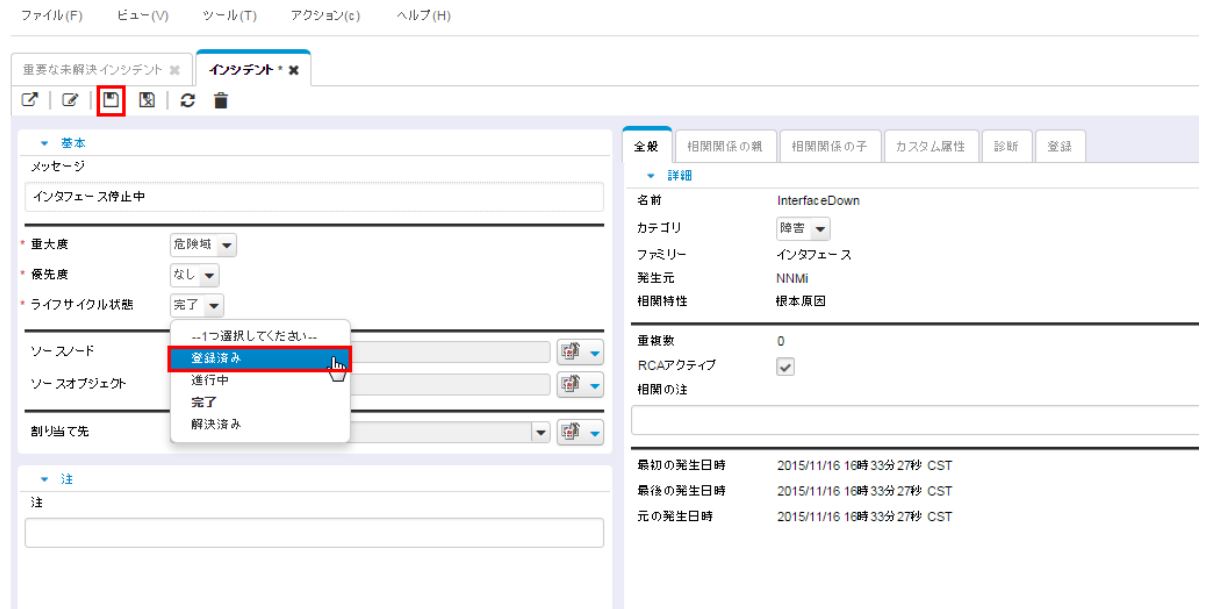 ファイル(F) ビュー(V) ツール(T) アクション(c) ヘルプ(H)
重要な未解決インシデント インシデント *
基本
メッセージ
インタフェース停止中
* 重大度 危険域
* 優先度 なし
* ライフサイクル状態 完了
--1つ選択してください--
登録済み
進行中
完了
解決済み
ソースノード
ソースオブジェクト
割り当て先
注
注
全般 相関関係の親 相関関係の子 カスタム属性 診断 登録
詳細
名前 InterfaceDown
カテゴリ 障害
ファミリー インタフェース
発生元 NNMi
相関特性 根本原因
重複数 0
RCAアクティブ
相関の注
最初の発生日時 2015/11/16 16時33分27秒 CST
最後の発生日時 2015/11/16 16時33分27秒 CST
元の発生日時 2015/11/16 16時33分27秒 CST